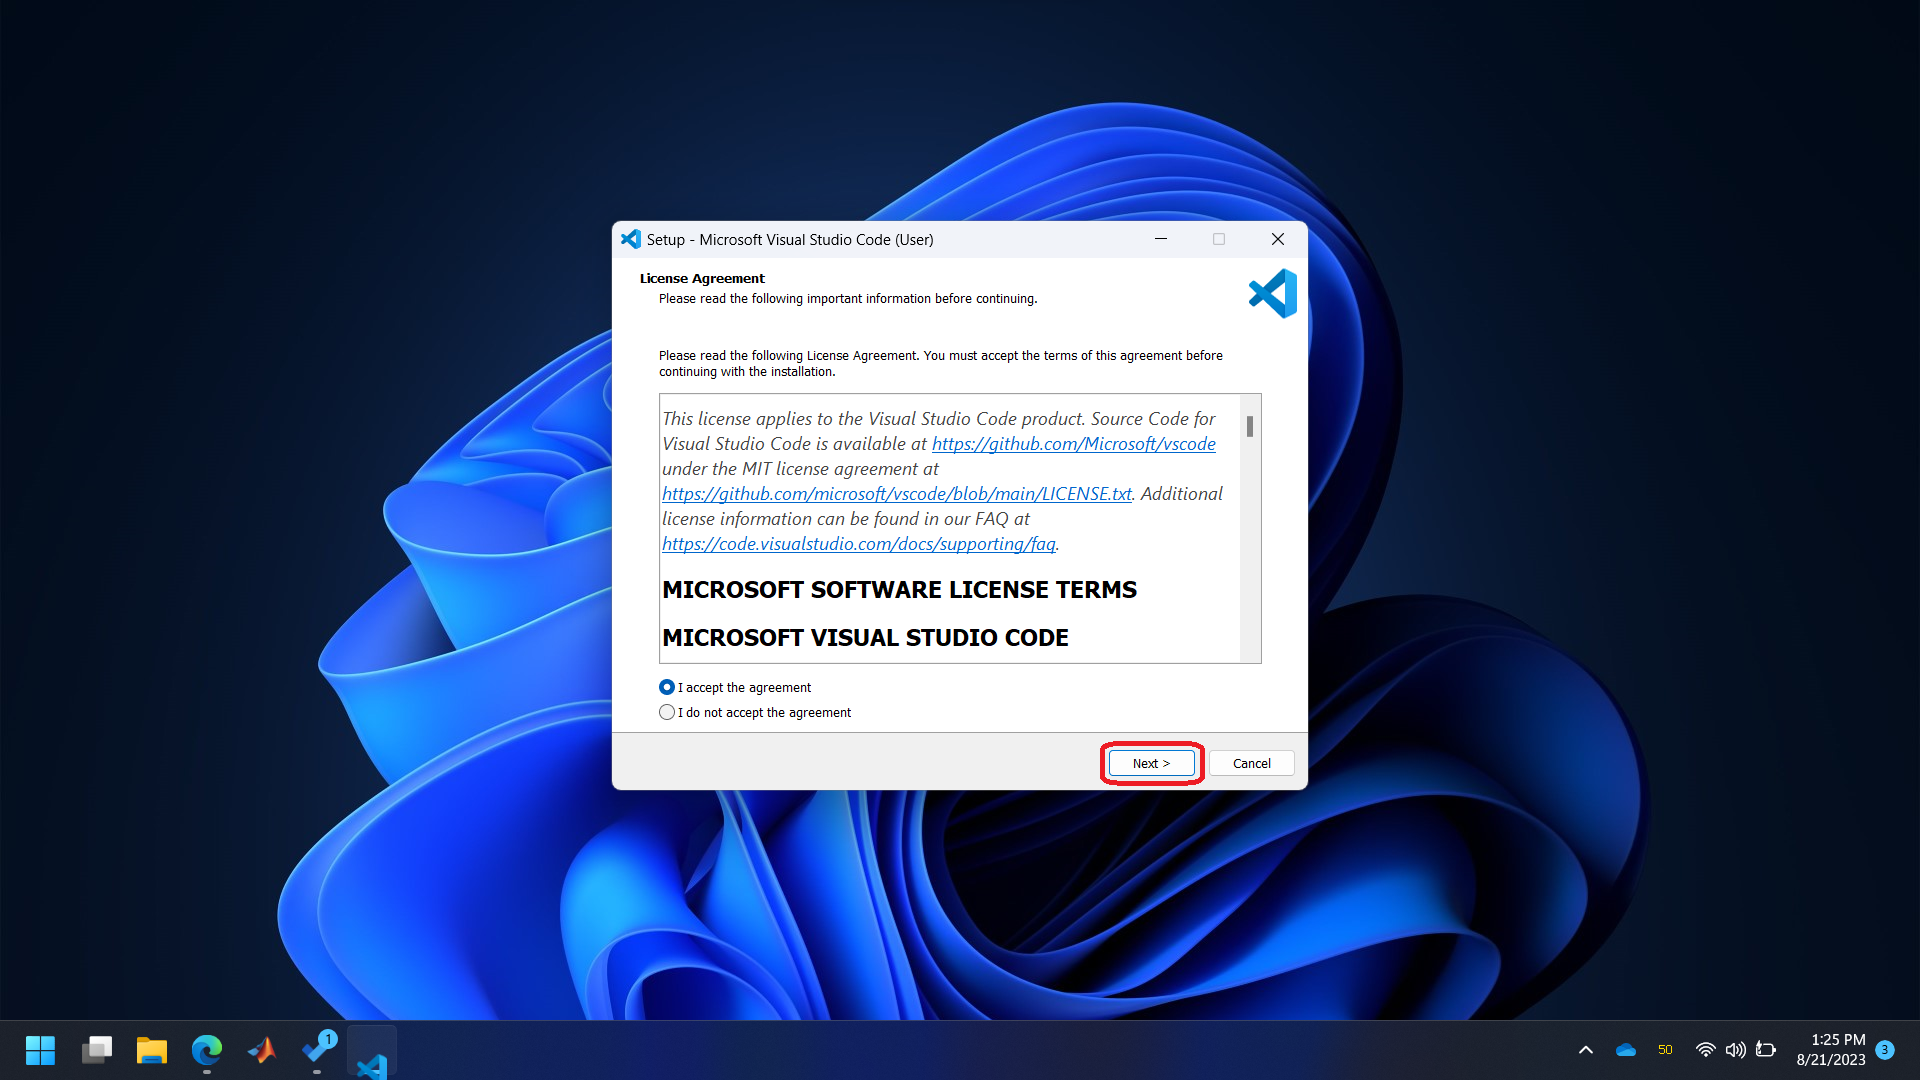 Setup - Microsoft Visual Studio Code (User)
License Agreement
Please read the following important information before continuing.
Please read the following License Agreement. You must accept the terms of this agreement before
continuing with the installation.
This license applies to the Visual Studio Code product. Source Code for
Visual Studio Code is available at https://github.com/Microsoft/vscode
under the MIT license agreement at
https://github.com/microsoft/vscode/blob/main/LICENSE.txt. Additional
license information can be found in our FAQ at
https://code.visualstudio.com/docs/supporting/faq.
MICROSOFT SOFTWARE LICENSE TERMS
MICROSOFT VISUAL STUDIO CODE
I accept the agreement
I do not accept the agreement
Next >
Cancel
1
50
1:25 PM
8/21/2023
3